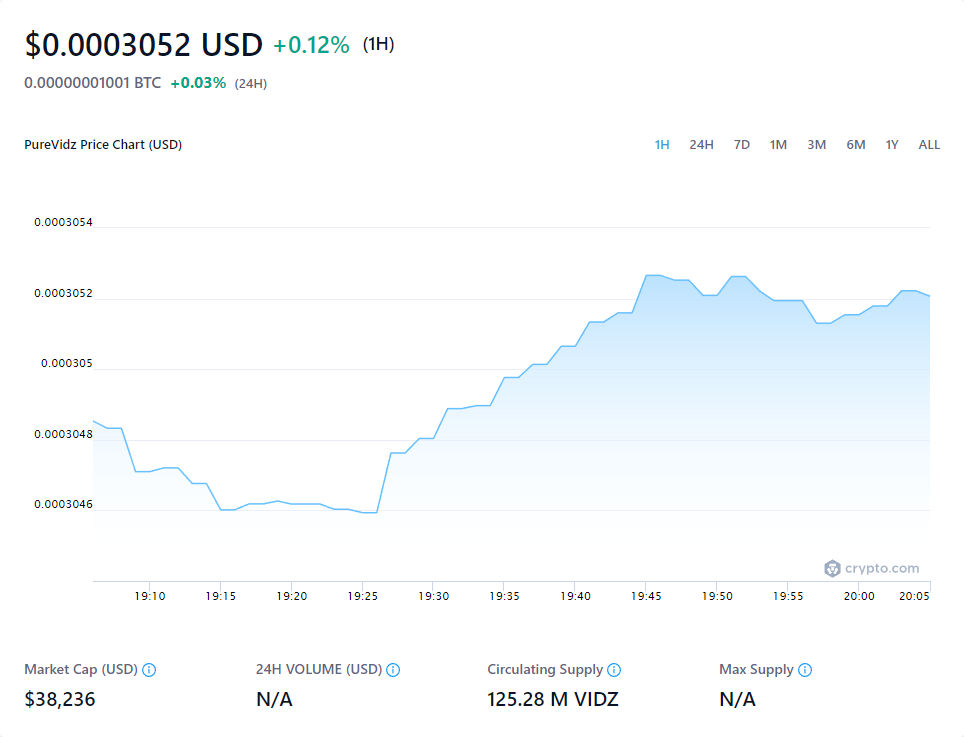 $0.0003052 USD +0.12% (1H)
0.00000001001 BTC +0.03% (24H)
PureVidz Price Chart (USD)
1H 24H 7D 1M 3M 6M 1Y ALL
0.0003054
0.0003052
0.000305
0.0003048
0.0003046
crypto.com
19:10 19:15 19:20 19:25 19:30 19:35 19:40 19:45 19:50 19:55 20:00 20:05
Market Cap (USD) 24H VOLUME (USD) Circulating Supply Max Supply
$38,236 N/A 125.28 M VIDZ N/A